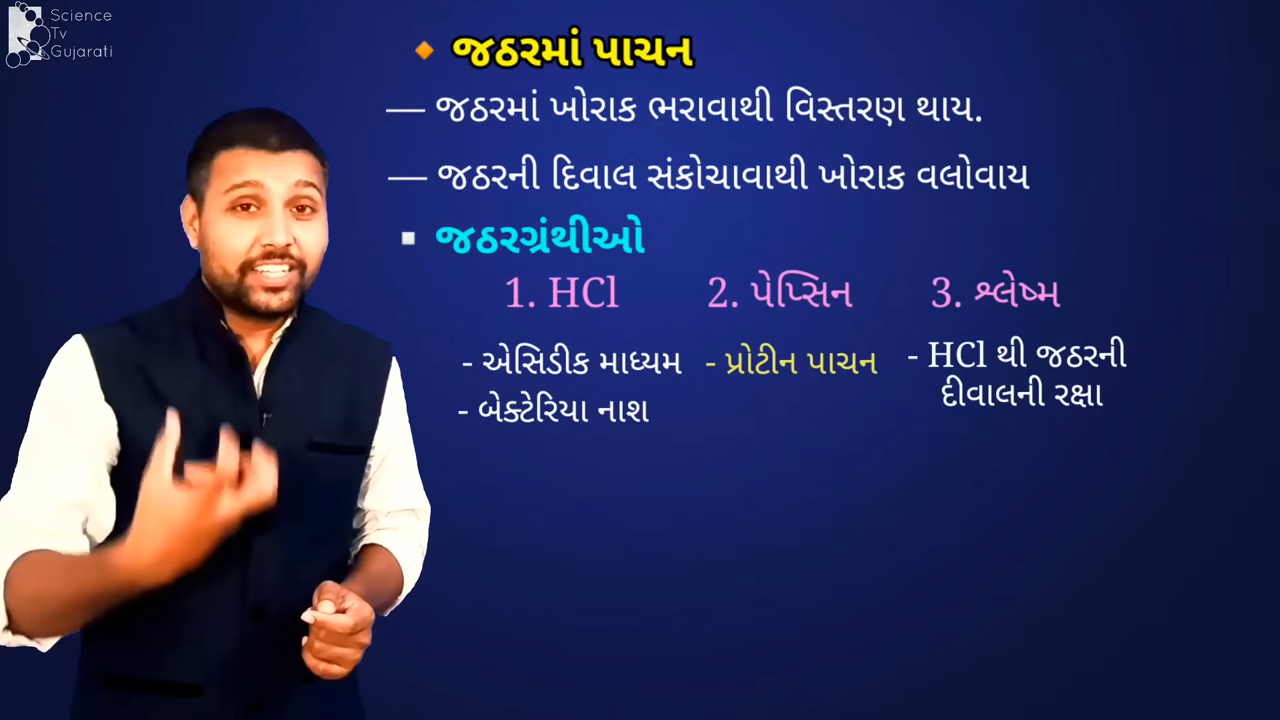 Science
Tv
Gujarati
જઠરમાં પાચન
— જઠરમાં ખોરાક ભરાવાથી વિસ્તરણ થાય.
— જઠરની દિવાલ સંકોચાવાથી ખોરાક વલોવાય
જઠરગ્રંથીઓ
1. HCl 2. પેપ્સિન 3. શ્લેષ્મ
- એસિડીક માધ્યમ - પ્રોટીન પાચન - HCl થી જઠરની
- બેક્ટેરિયા નાશ દીવાલની રક્ષા